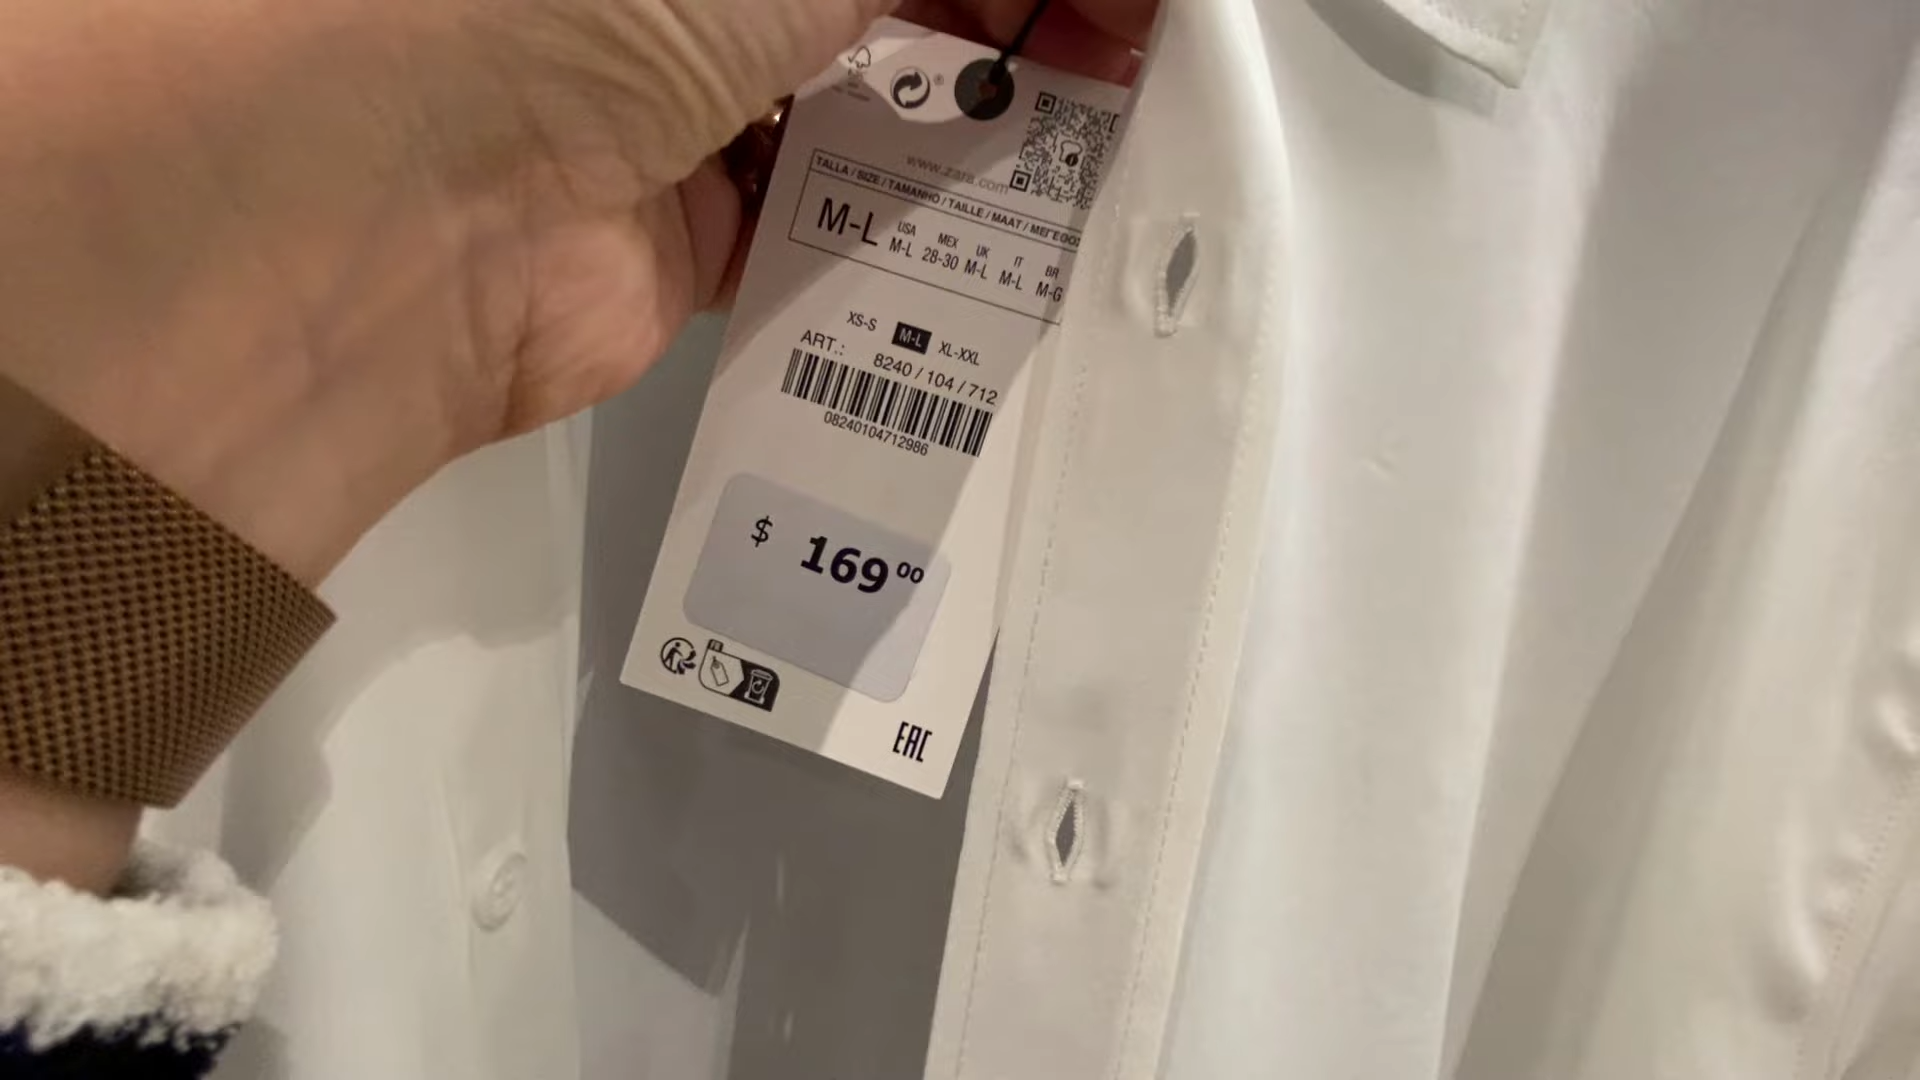 www.zara.com
TALLA / SIZE / TAMANHO / TAILLE / MAAT / ΜΕΓΕΘΟΣ
M-L
USA MEX UK IT BR
M-L 28-30 M-L M-L M-G
XS-S M-L XL-XXL
ART.: 8240 / 104 / 712
08240104712986
$ 169 00
EAC